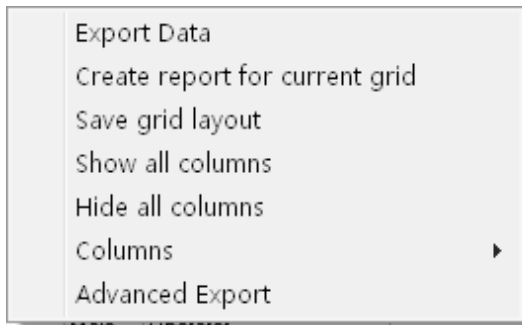 Export Data
Create report for current grid
Save grid layout
Show all columns
Hide all columns
Columns
Advanced Export